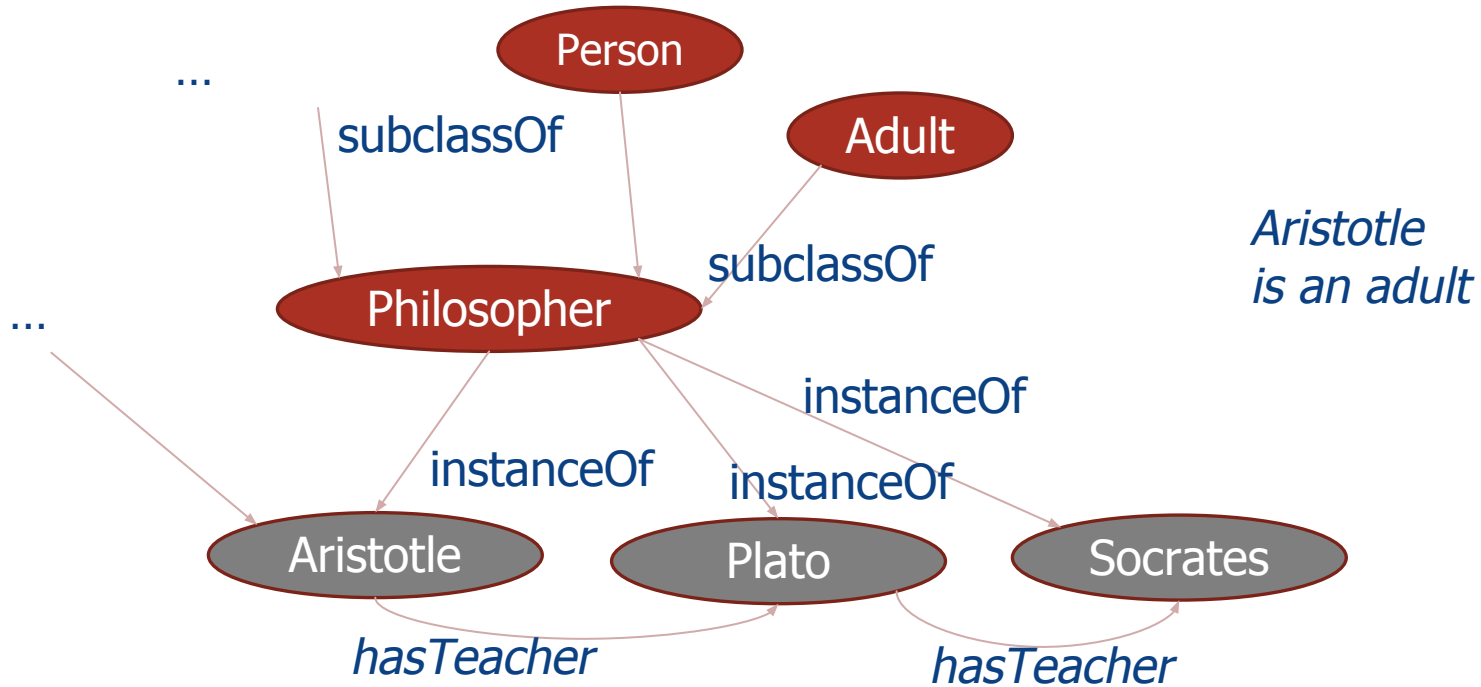 ...
Person
subclassOf
Adult
Aristotle
is an adult
subclassOf
Philosopher
...
instanceOf
instanceOf
instanceOf
Aristotle
Plato
Socrates
hasTeacher
hasTeacher